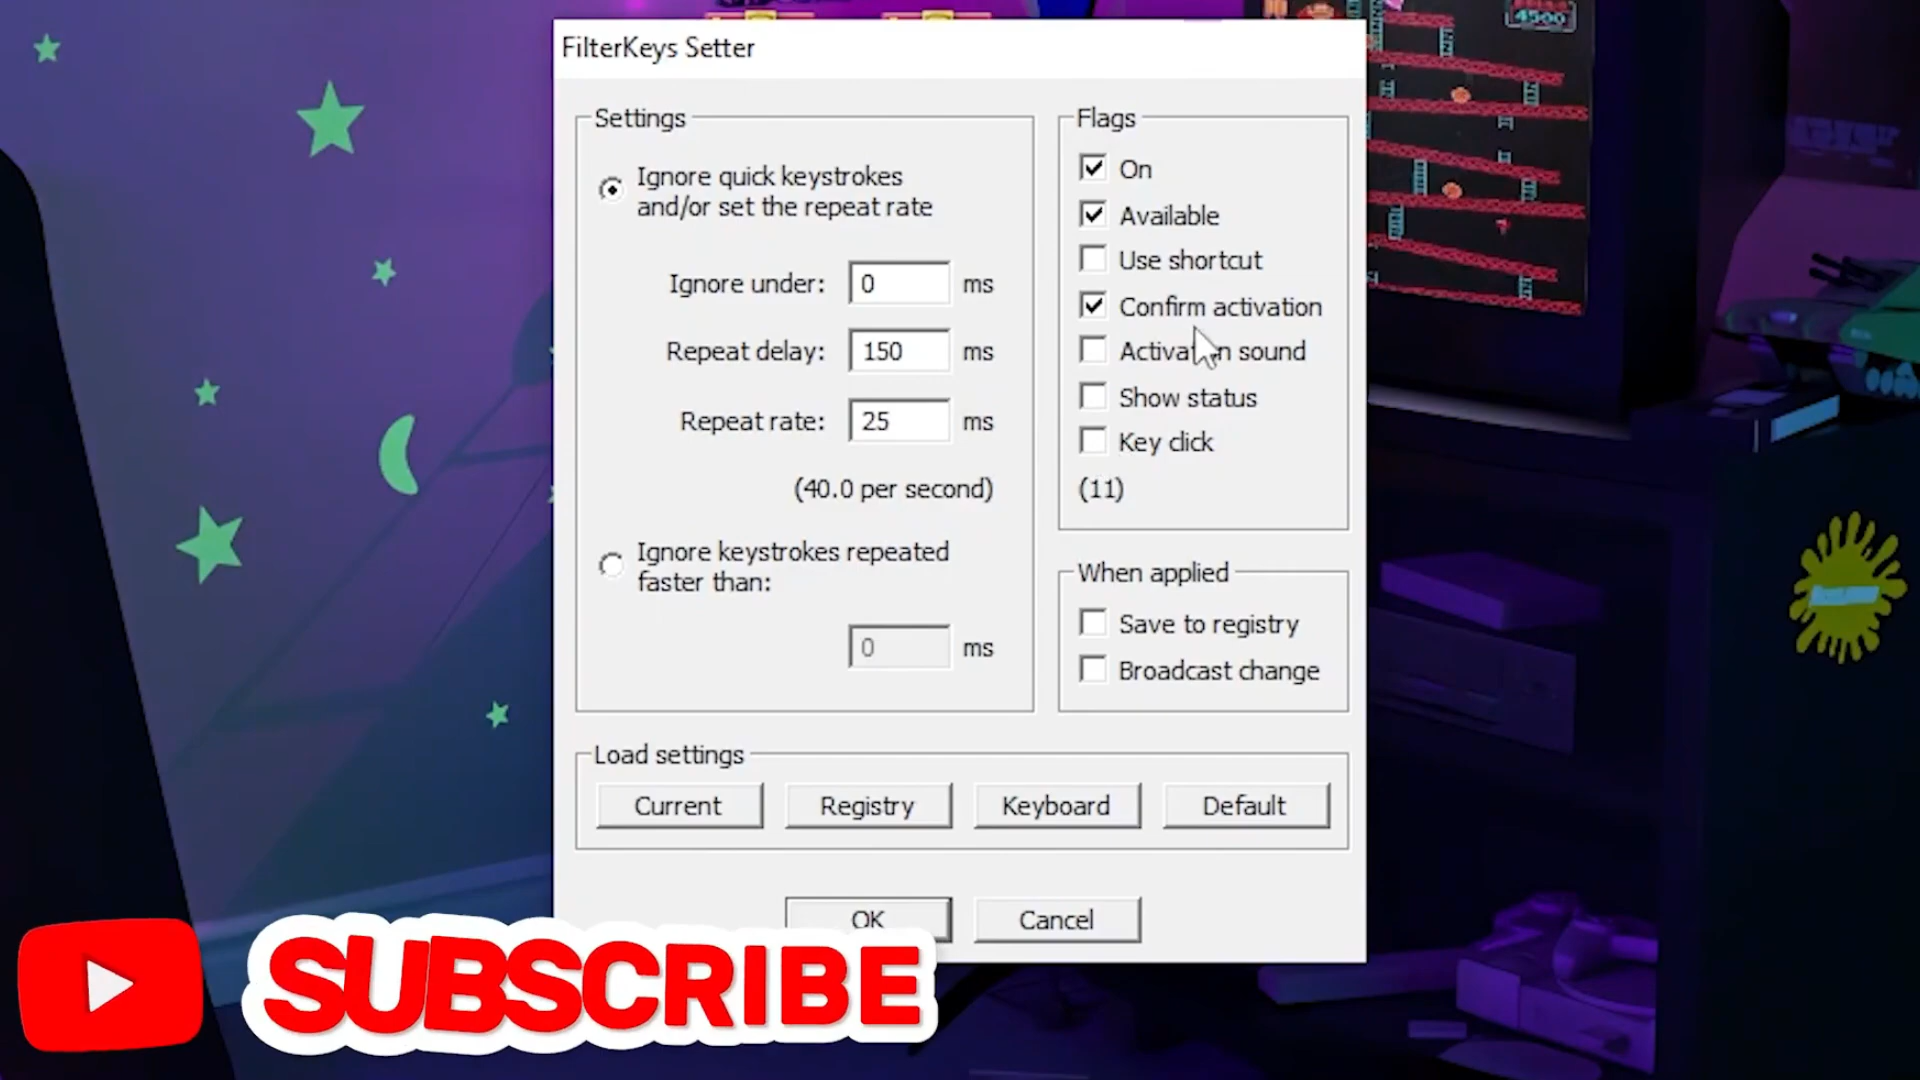 4500
FilterKeys Setter
Settings
Ignore quick keystrokes
and/or set the repeat rate
Ignore under: 0 ms
Repeat delay: 150 ms
Repeat rate: 25 ms
(40.0 per second)
Ignore keystrokes repeated
faster than:
0 ms
Flags
On
Available
Use shortcut
Confirm activation
Activation sound
Show status
Key click
(11)
When applied
Save to registry
Broadcast change
Load settings
Current Registry Keyboard Default
OK Cancel
SUBSCRIBE